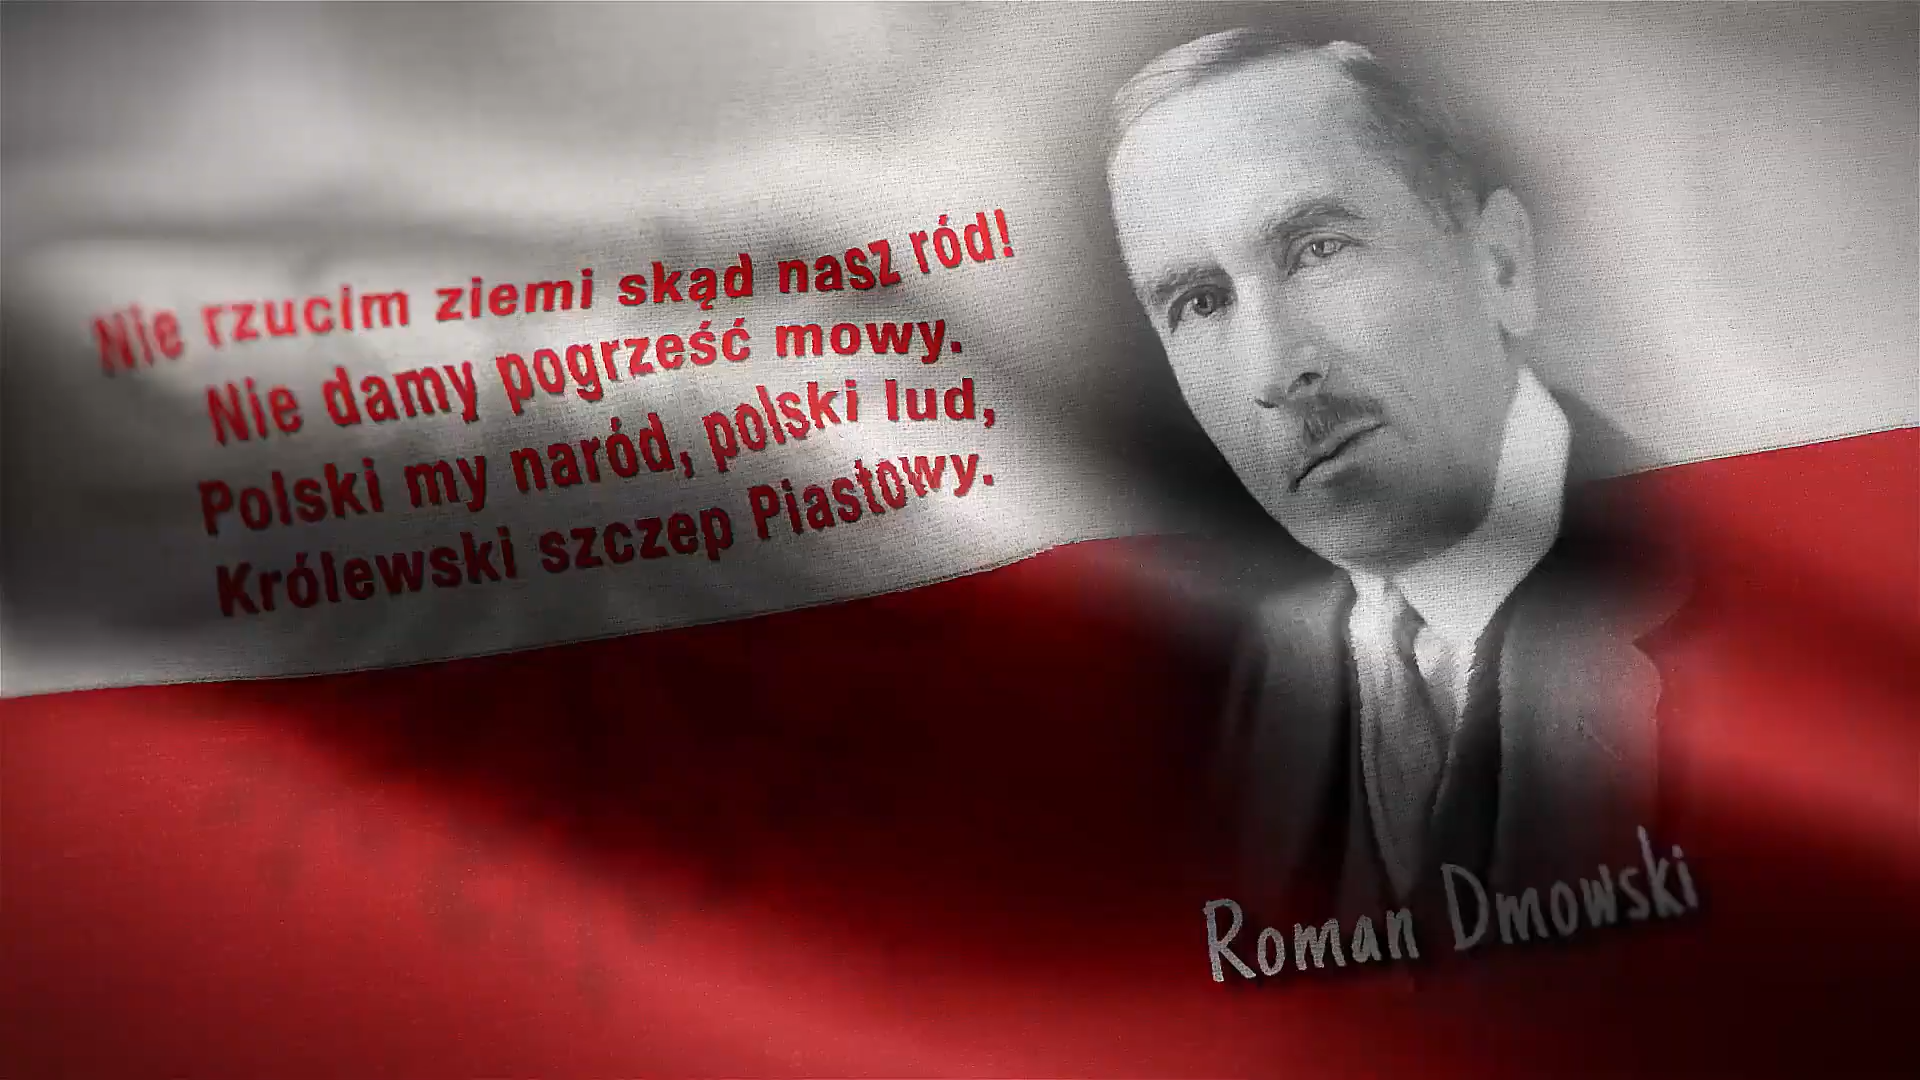 Nie rzucim ziemi skąd nasz ród!
Nie damy pogrześć mowy.
Polski my naród, polski lud,
Królewski szczep Piastowy.
Roman Dmowski